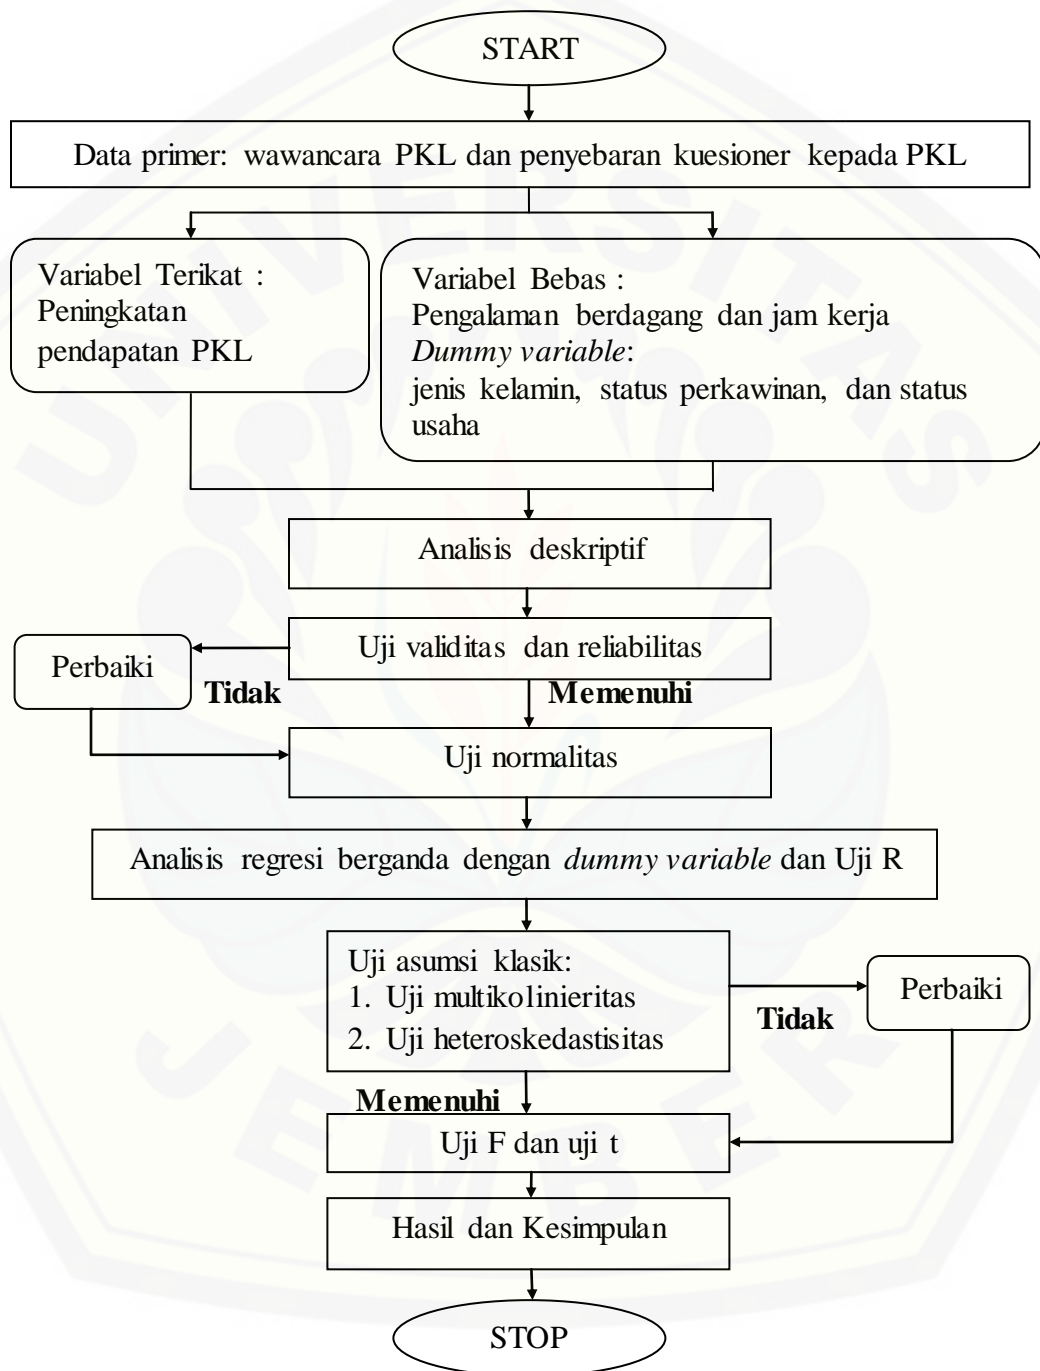 START
Data primer: wawancara PKL dan penyebaran kuesioner kepada PKL
Variabel Terikat :
Peningkatan
pendapatan PKL
Variabel Bebas :
Pengalaman berdagang dan jam kerja
Dummy variable:
jenis kelamin, status perkawinan, dan status
usaha
Analisis deskriptif
Uji validitas dan reliabilitas
Perbaiki
Tidak
Memenuhi
Uji normalitas
Analisis regresi berganda dengan dummy variable dan Uji R
Uji asumsi klasik:
1. Uji multikolinieritas
2. Uji heteroskedastisitas
Perbaiki
Tidak
Memenuhi
Uji F dan uji t
Hasil dan Kesimpulan
STOP
UNIVERSITAS
JEMBER